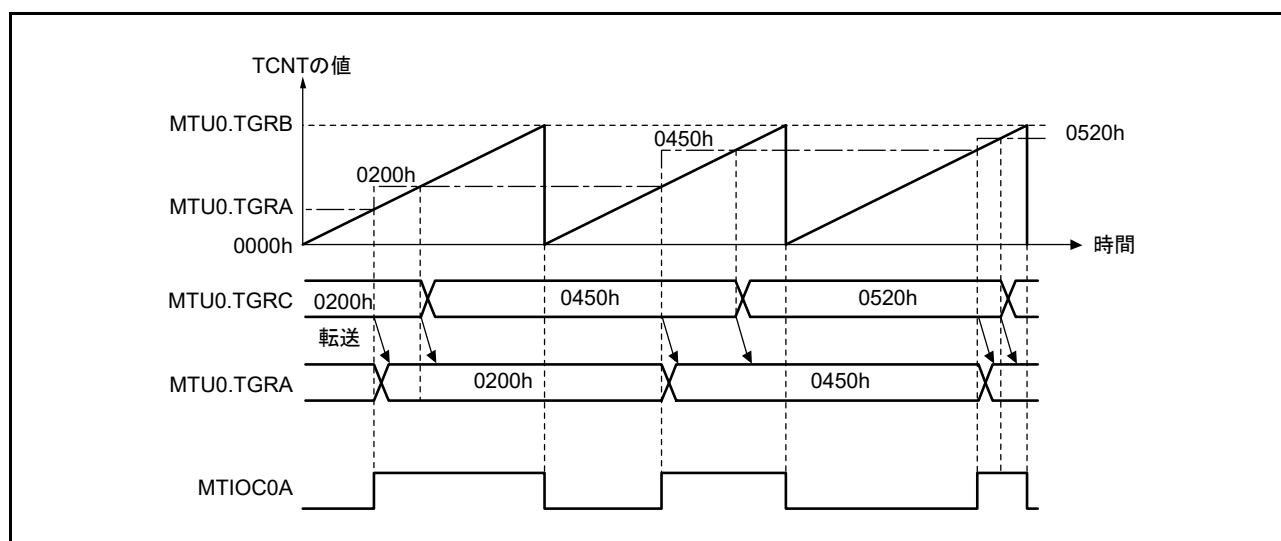 TCNTの値
MTU0.TGRB
0520h
0450h
0200h
MTU0.TGRA
0000h
時間
MTU0.TGRC
0200h
0450h
0520h
転送
MTU0.TGRA
0200h
0450h
MTIOC0A